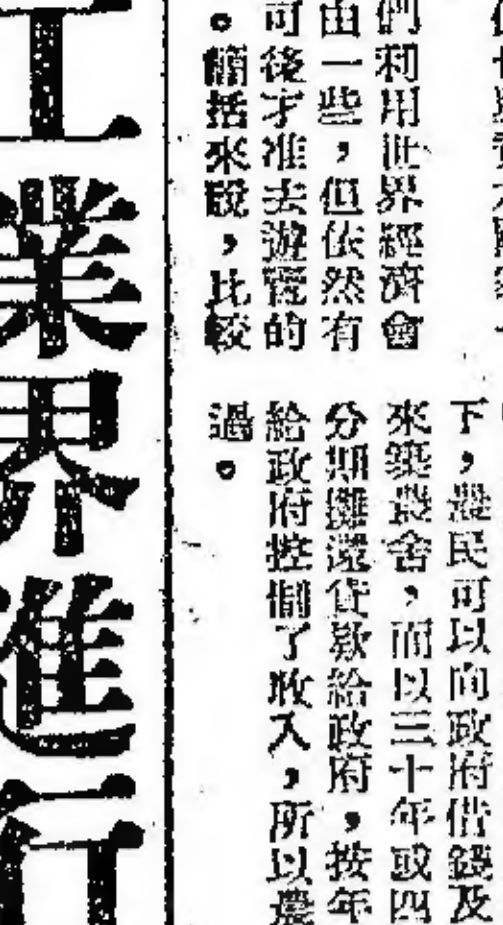 們利用世界經濟會
由一些，但依然有
可後才准去遊覽的
。簡括來說，比較
下，農民可以向政府借錢及
來築農舍，而以三十年或四
分期攤還貸款給政府，按年
給政府控制了收入，所以農
過。
工業界進行